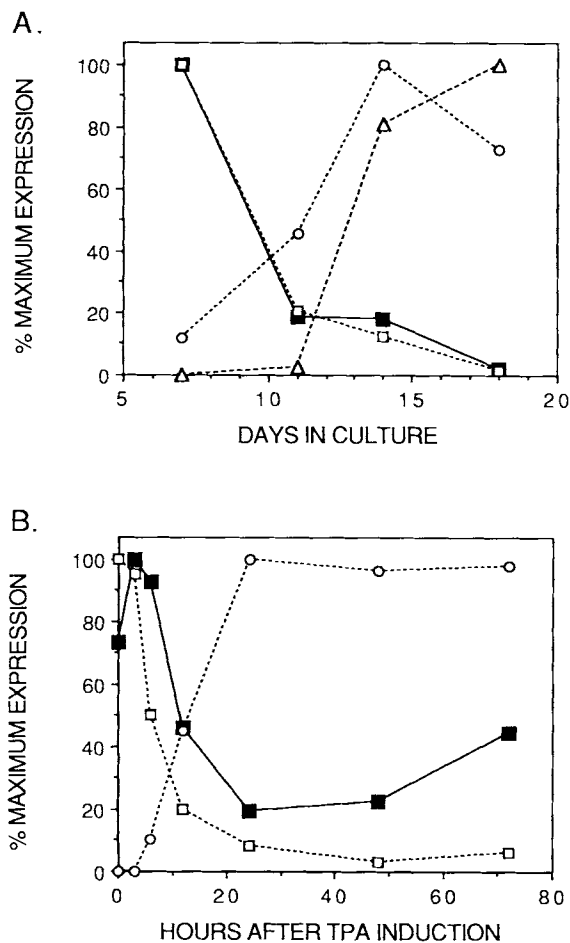 A.
% MAXIMUM EXPRESSION
100
80
60
40
20
0
5 10 15 20
DAYS IN CULTURE
B.
% MAXIMUM EXPRESSION
100
80
60
40
20
0
0 20 40 60 80
HOURS AFTER TPA INDUCTION